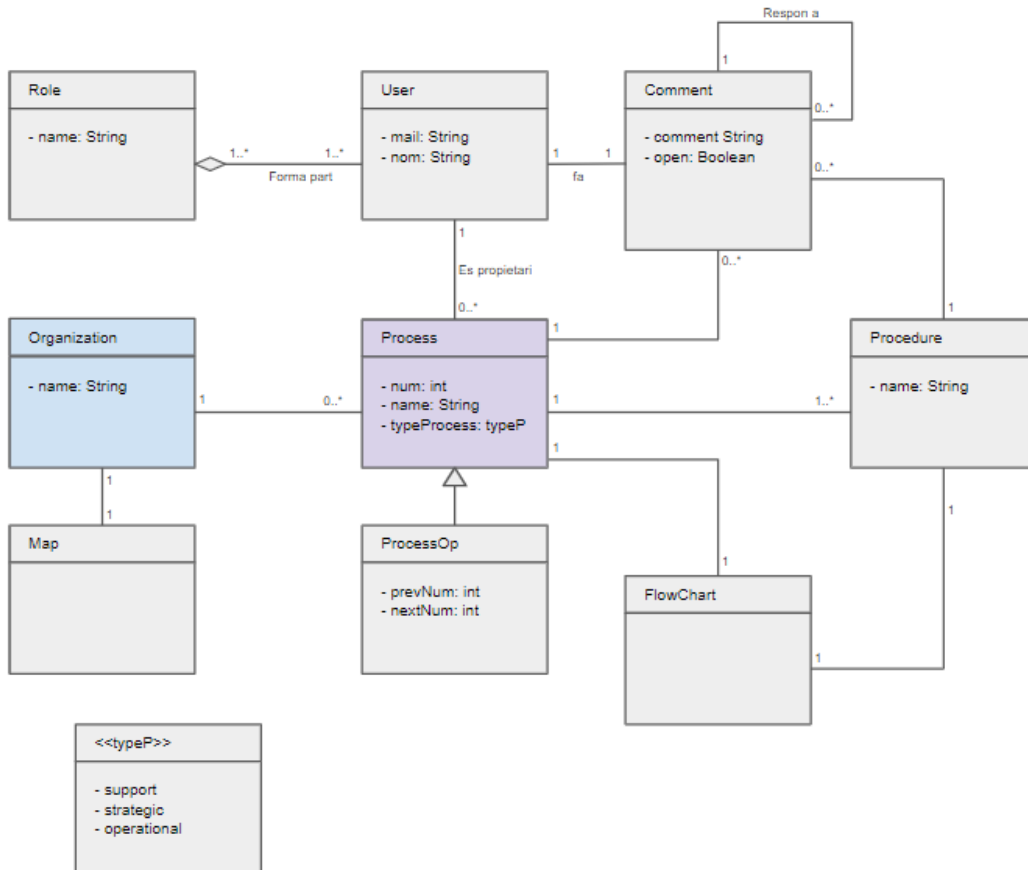 Respon a
1
0..*
Role
- name: String
1..*
1..*
Forma part
User
- mail: String
- nom: String
1
1
fa
Comment
- comment String
- open: Boolean
0..*
1
Es propietari
0..*
0..*
1
1
Organization
- name: String
1
0..*
Process
- num: int
- name: String
- typeProcess: typeP
1
1..*
1
Procedure
- name: String
1
1
1
1
1
Map
ProcessOp
- prevNum: int
- nextNum: int
FlowChart
<<typeP>>
- support
- strategic
- operational